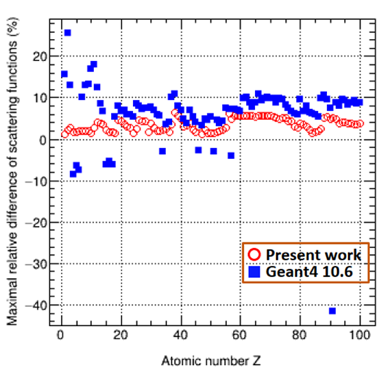 Maximal relative difference of scattering functions (%)
20
10
0
−10
−20
−30
−40
Present work
Geant4 10.6
0 20 40 60 80 100
Atomic number Z